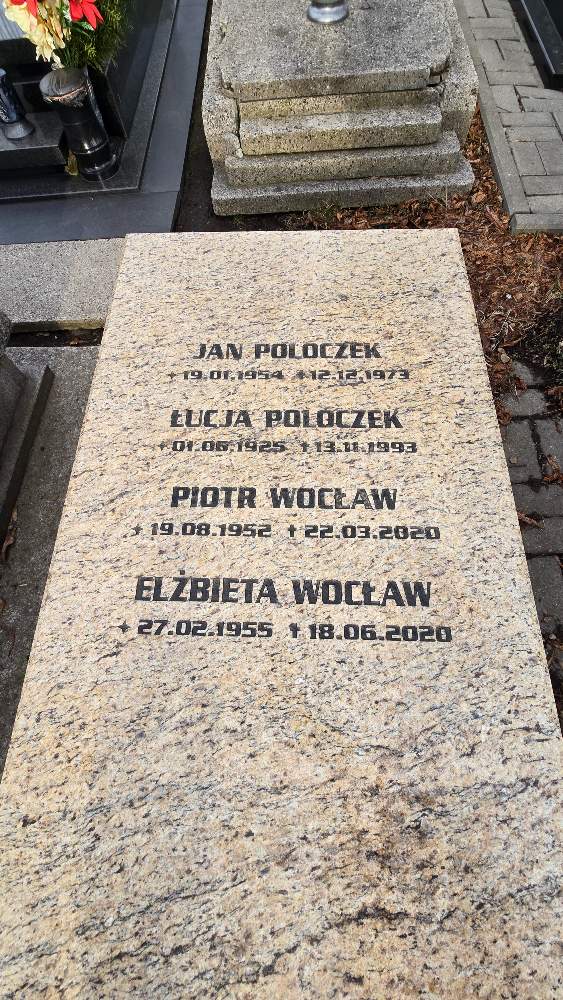 JAN POLOCZEK
+19.01.1954 ✝12.12.1973
ŁUCJA POLOCZEK
+01.06.1925 ✝13.11.1993
PIOTR WOCŁAW
+19.08.1952 ✝22.03.2020
ELŻBIETA WOCŁAW
+27.02.1955 ✝18.06.2020